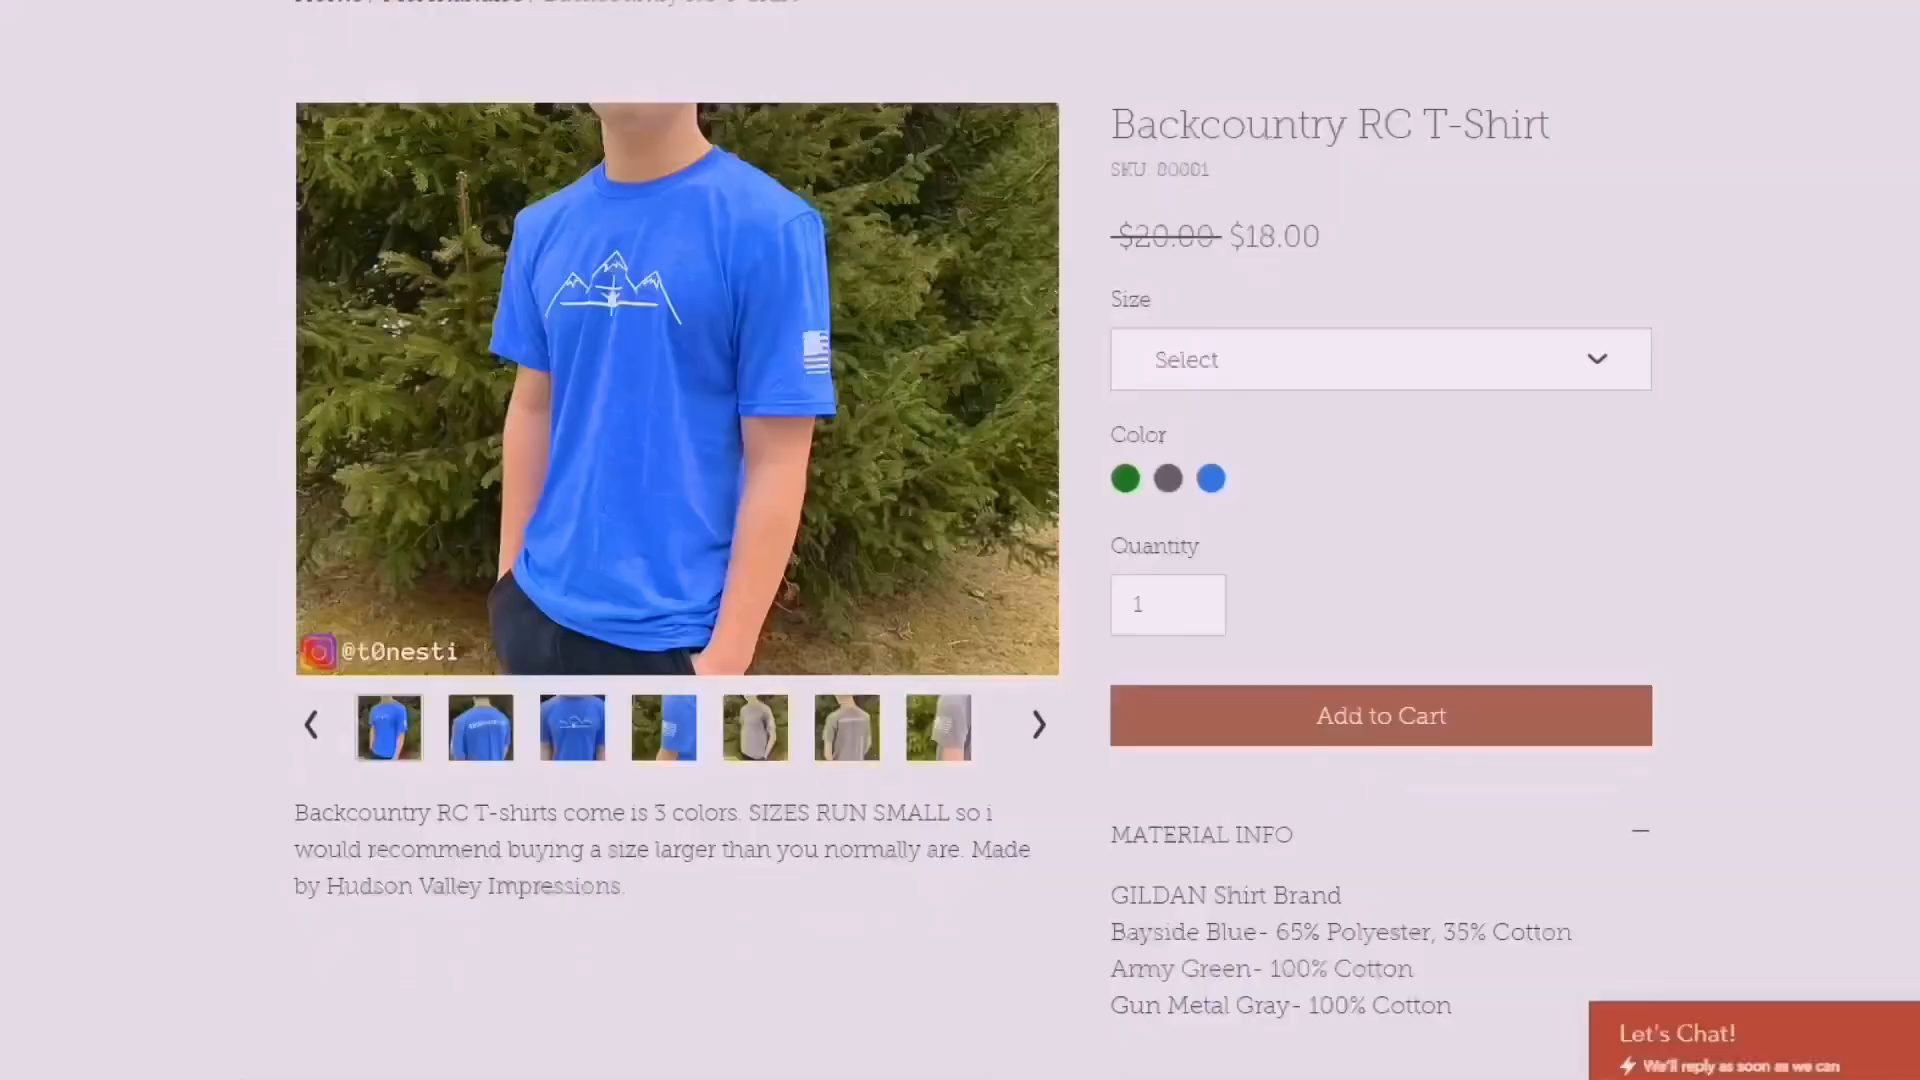 Backcountry RC T-Shirt
SKU: 80001
$20.00 $18.00
Size
Select
Color
Quantity
1
@t0nesti
Add to Cart
Backcountry RC T-shirts come is 3 colors. SIZES RUN SMALL so i
would recommend buying a size larger than you normally are. Made
by Hudson Valley Impressions.
MATERIAL INFO
GILDAN Shirt Brand
Bayside Blue- 65% Polyester, 35% Cotton
Army Green- 100% Cotton
Gun Metal Gray- 100% Cotton
Let's Chat!
We'll reply as soon as we can